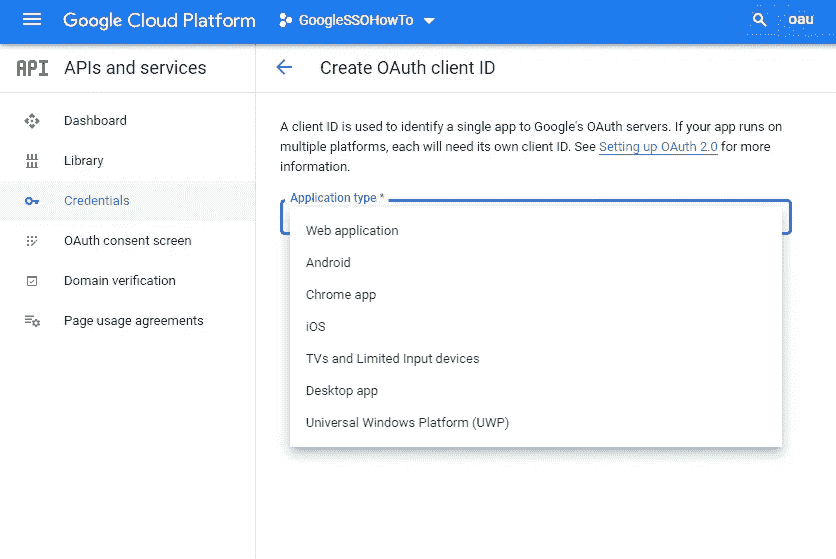 Google Cloud Platform
GoogleSSOHowTo
oau
API
APIs and services
Create OAuth client ID
Dashboard
Library
Credentials
OAuth consent screen
Domain verification
Page usage agreements
A client ID is used to identify a single app to Google's OAuth servers. If your app runs on
multiple platforms, each will need its own client ID. See Setting up OAuth 2.0 for more
information.
Application type *
Web application
Android
Chrome app
iOS
TVs and Limited Input devices
Desktop app
Universal Windows Platform (UWP)